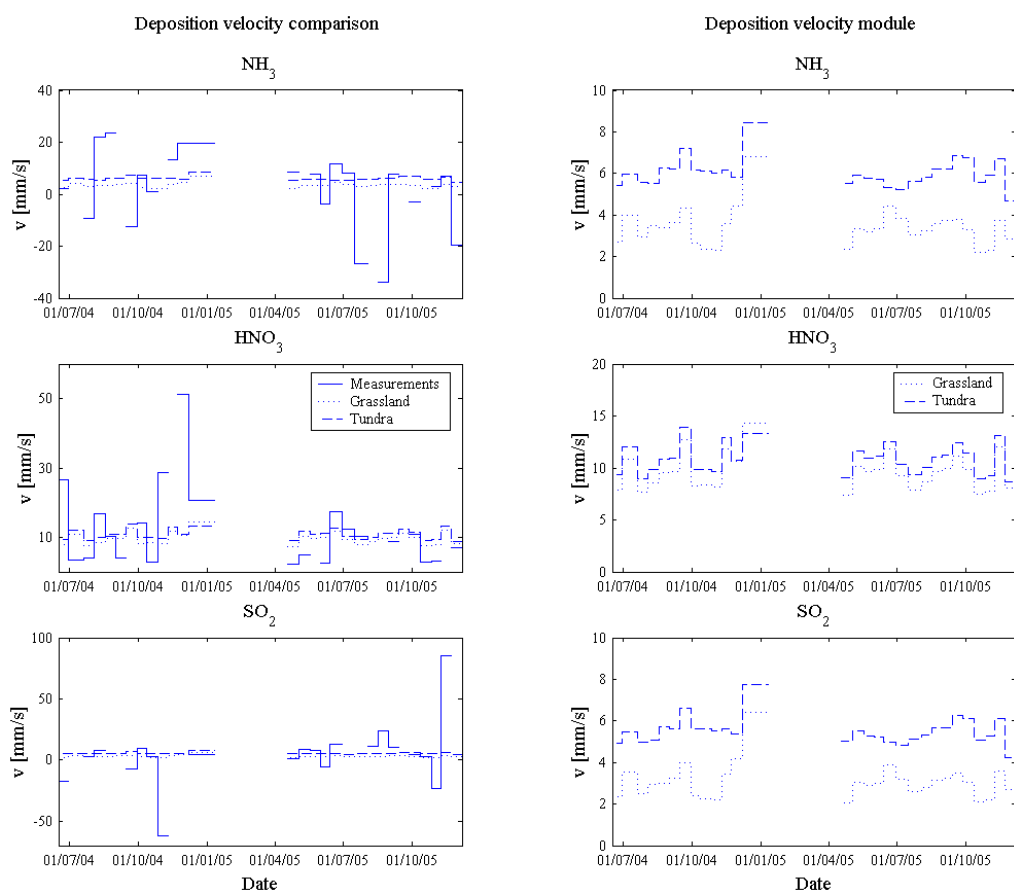 Deposition velocity comparison
NH3
v [mm/s]
40
20
0
-20
-40
01/07/04 01/10/04 01/01/05 01/04/05 01/07/05 01/10/05
HNO3
v [mm/s]
50
30
10
Measurements
Grassland
Tundra
01/07/04 01/10/04 01/01/05 01/04/05 01/07/05 01/10/05
SO2
v [mm/s]
100
50
0
-50
01/07/04 01/10/04 01/01/05 01/04/05 01/07/05 01/10/05
Date
Deposition velocity module
NH3
v [mm/s]
10
8
6
4
2
0
01/07/04 01/10/04 01/01/05 01/04/05 01/07/05 01/10/05
HNO3
v [mm/s]
20
15
10
5
0
Grassland
Tundra
01/07/04 01/10/04 01/01/05 01/04/05 01/07/05 01/10/05
SO2
v [mm/s]
10
8
6
4
2
0
01/07/04 01/10/04 01/01/05 01/04/05 01/07/05 01/10/05
Date